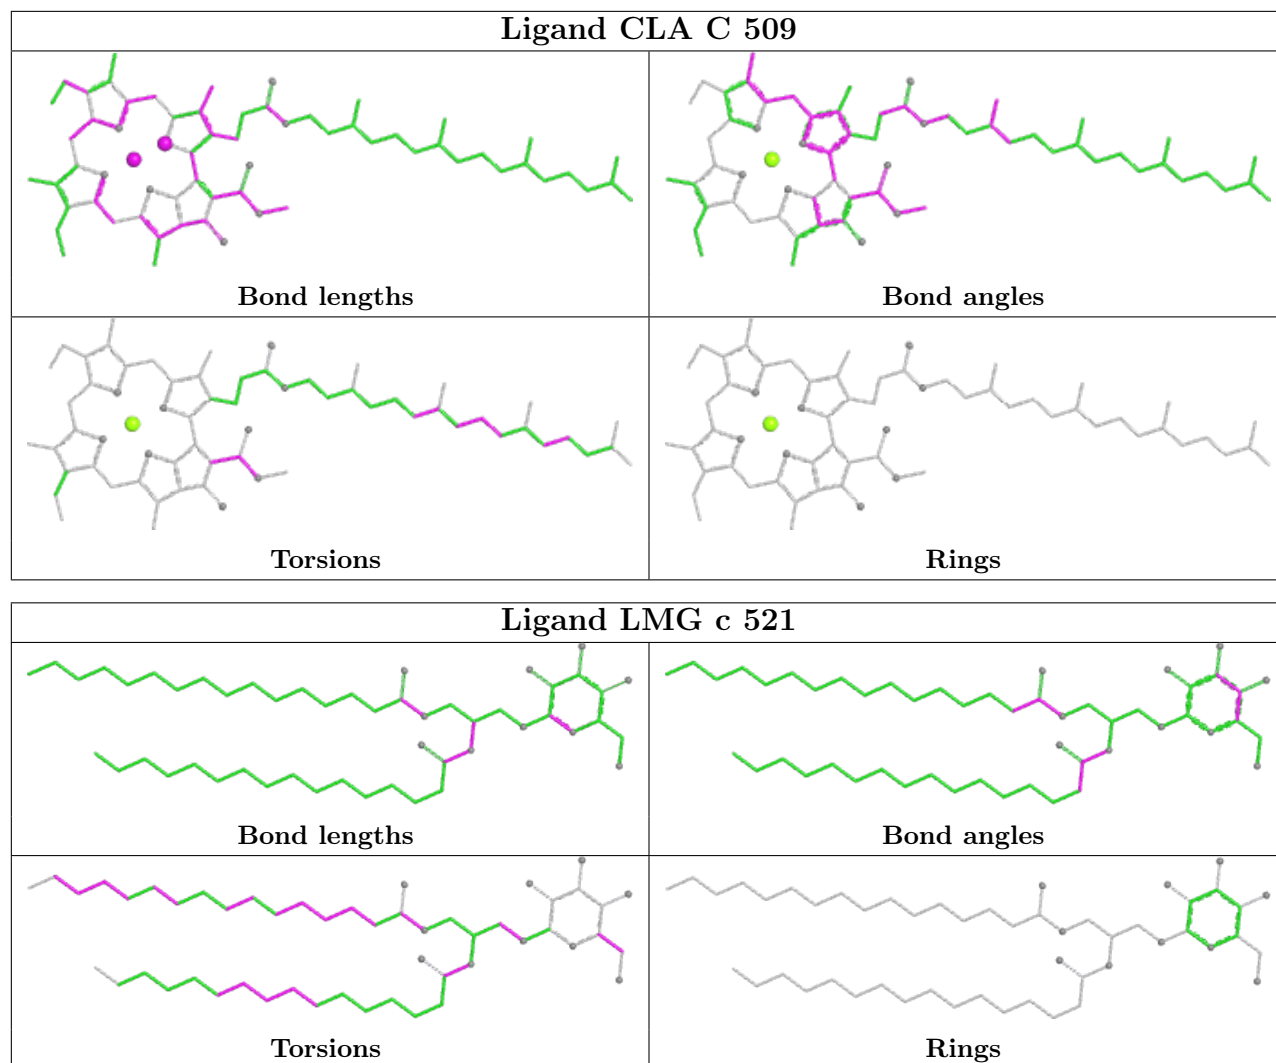 Ligand CLA C 509
Bond lengths
Bond angles
Torsions
Rings
Ligand LMG c 521
Bond lengths
Bond angles
Torsions
Rings